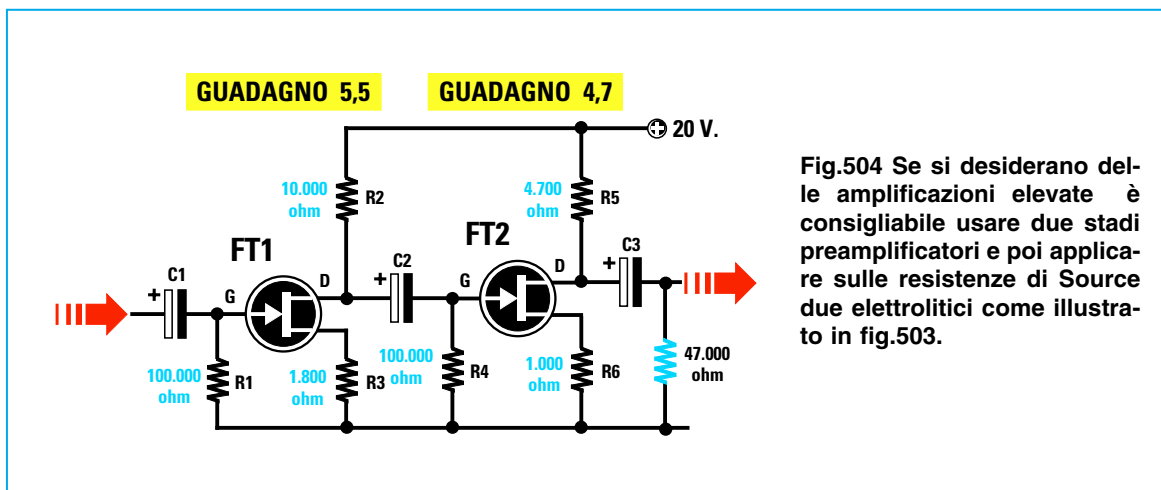 GUADAGNO 5,5
GUADAGNO 4,7
+ 20 V.
10.000
ohm
R2
4.700
ohm
R5
FT1
FT2
C1
+
G
D
C2
+
G
D
C3
+
100.000
ohm
R1
1.800
ohm
R3
100.000
ohm
R4
1.000
ohm
R6
47.000
ohm
Fig.504 Se si desiderano del-
le amplificazioni elevate è
consigliabile usare due stadi
preamplificatori e poi applica-
re sulle resistenze di Source
due elettrolitici come illustra-
to in fig.503.